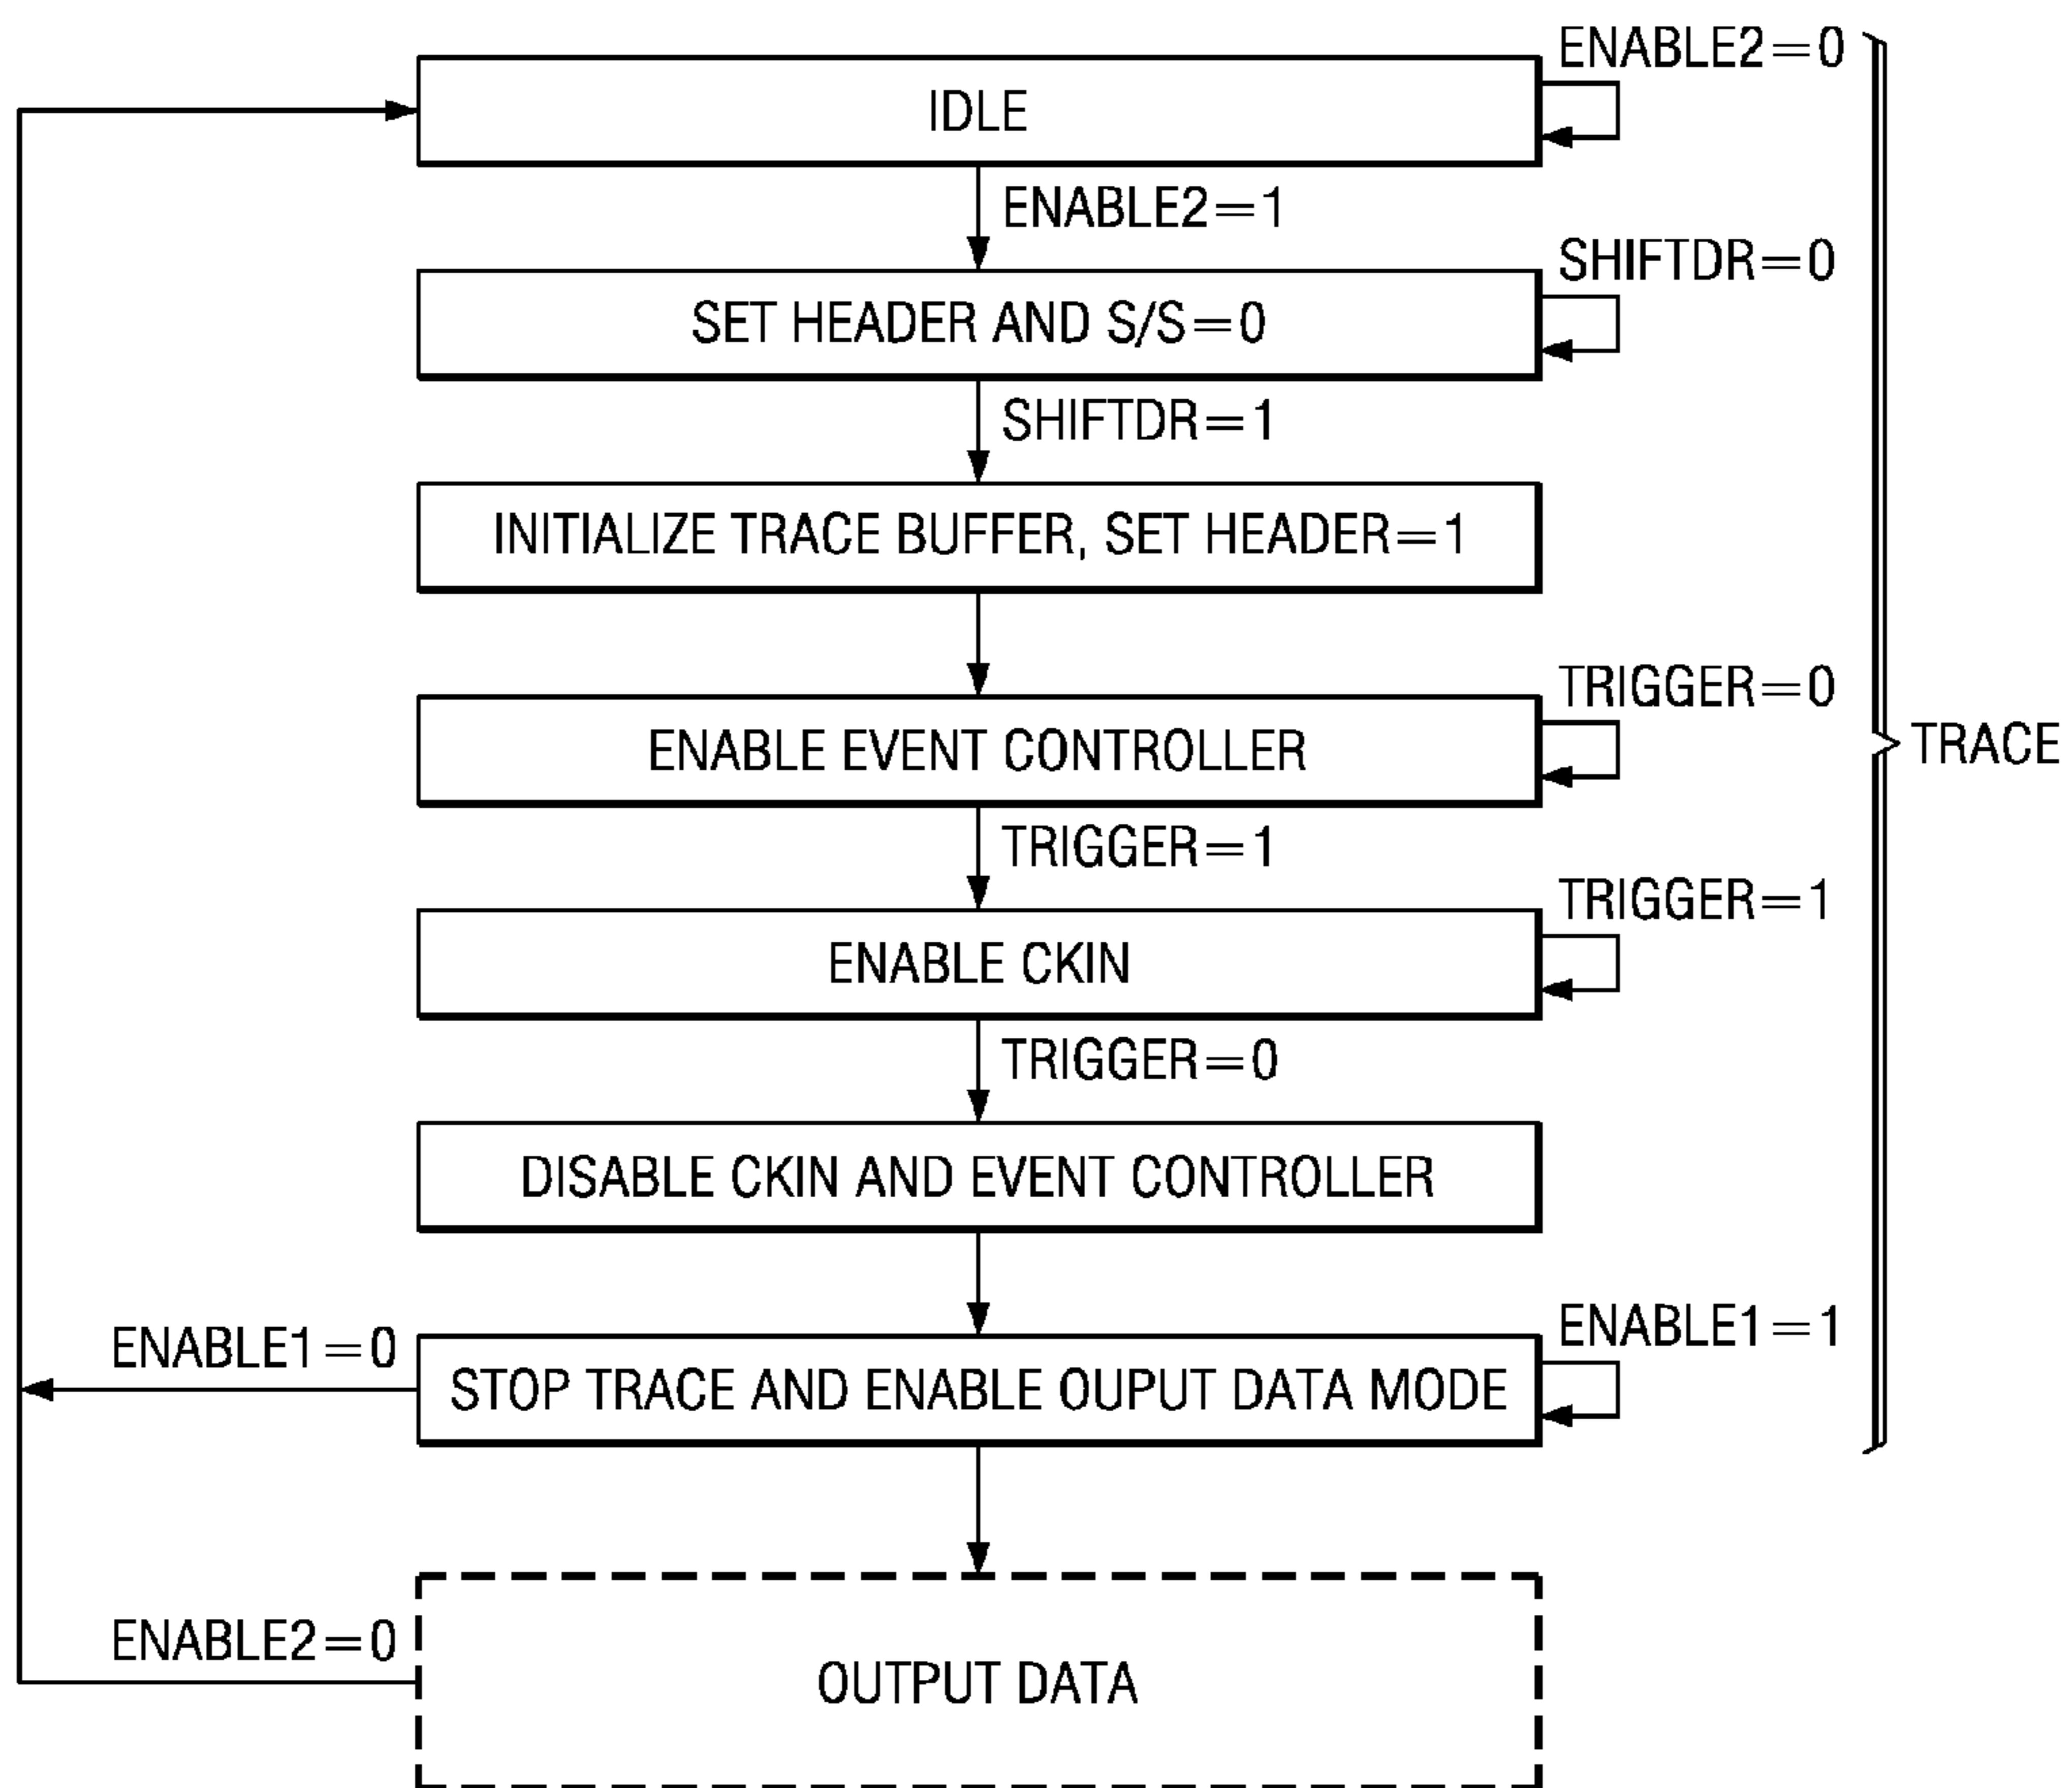 ENABLE2=0
IDLE
ENABLE2=1
SHIFTDR=0
SET HEADER AND S/S=0
SHIFTDR=1
INITIALIZE TRACE BUFFER, SET HEADER=1
TRIGGER=0
ENABLE EVENT CONTROLLER
TRACE
TRIGGER=1
TRIGGER=1
ENABLE CKIN
TRIGGER=0
DISABLE CKIN AND EVENT CONTROLLER
ENABLE1=1
ENABLE1=0
STOP TRACE AND ENABLE OUPUT DATA MODE
ENABLE2=0
OUTPUT DATA